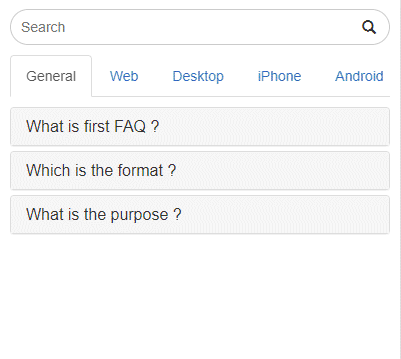 Search
General Web Desktop iPhone Android
What is first FAQ ?
Which is the format ?
What is the purpose ?